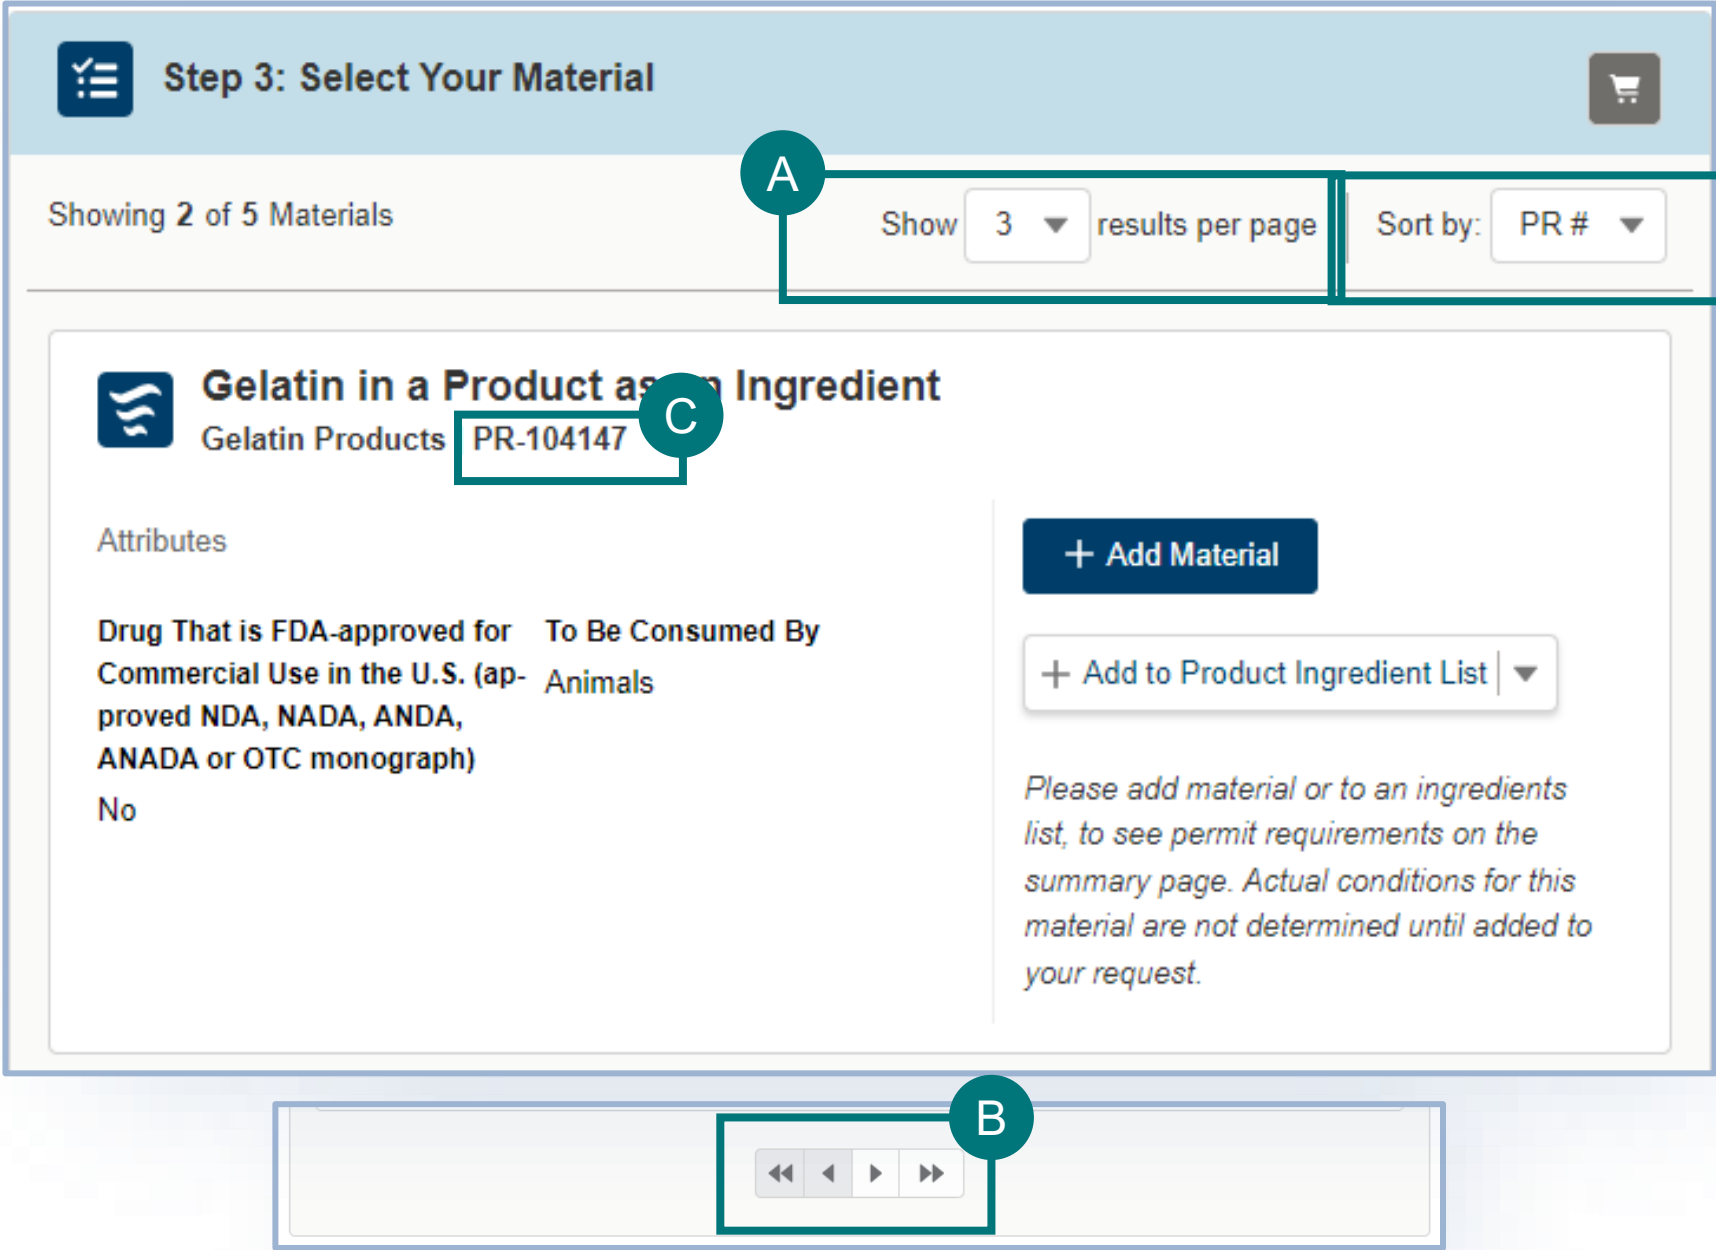 Step 3: Select Your Material
A
Showing 2 of 5 Materials
Show 3 results per page
Sort by: PR #
Gelatin in a Product as n Ingredient
Gelatin Products PR-104147
C
Attributes
Drug That is FDA-approved for
Commercial Use in the U.S. (ap-
proved NDA, NADA, ANDA,
ANADA or OTC monograph)
No
To Be Consumed By
Animals
+ Add Material
+ Add to Product Ingredient List
Please add material or to an ingredients
list, to see permit requirements on the
summary page. Actual conditions for this
material are not determined until added to
your request.
B